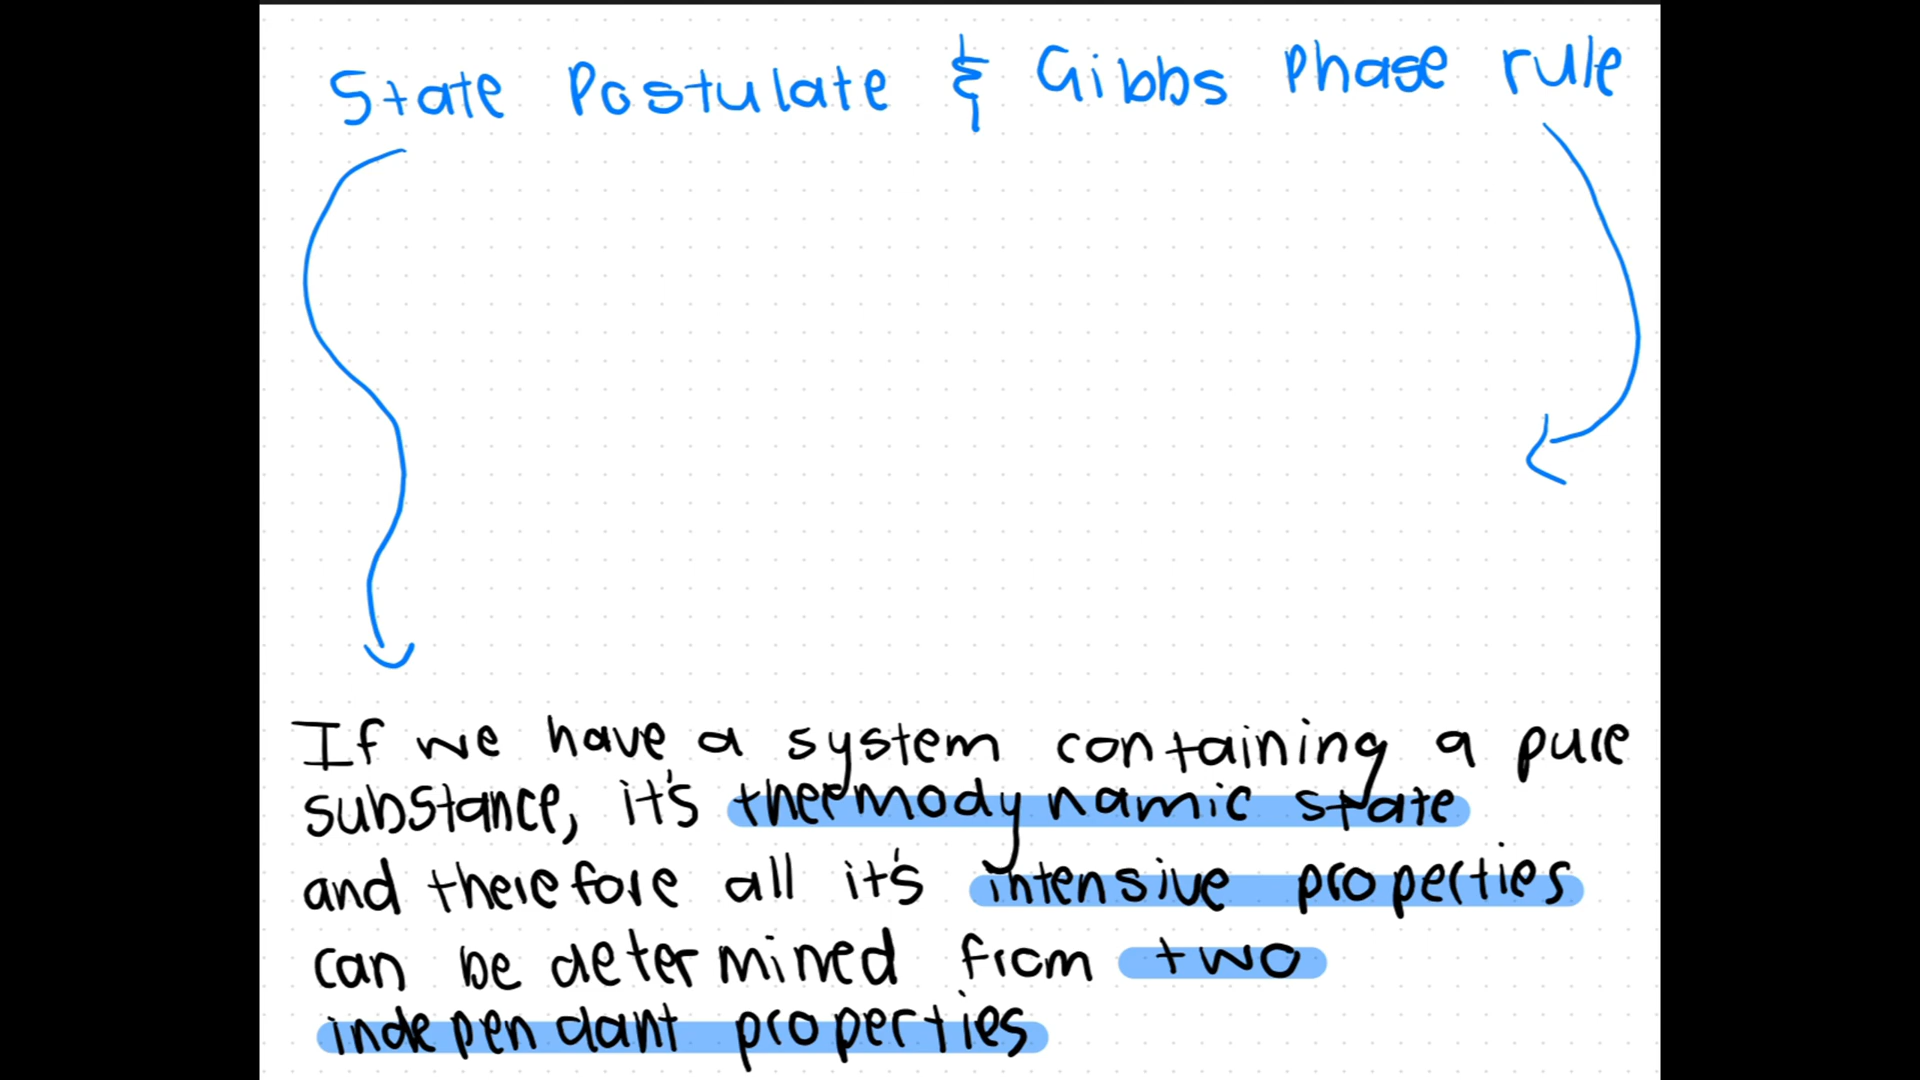 State Postulate & Gibbs Phase rule
If we have a system containing a pure
substance, it's thermodynamic state
and therefore all it's intensive properties
can be determined from two
independant properties